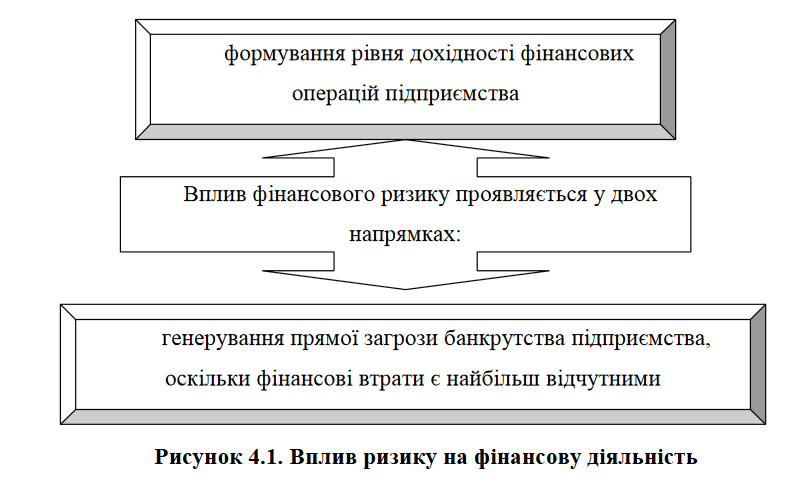 формування рівня дохідності фінансових
операцій підприємства
Вплив фінансового ризику проявляється у двох
напрямках:
генерування прямої загрози банкрутства підприємства,
оскільки фінансові втрати є найбільш відчутними
Рисунок 4.1. Вплив ризику на фінансову діяльність